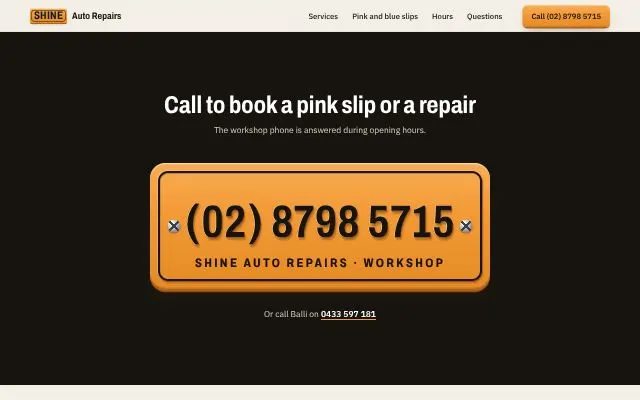 SHINE Auto Repairs
Services Pink and blue slips Hours Questions Call (02) 8798 5715
Call to book a pink slip or a repair
The workshop phone is answered during opening hours.
(02) 8798 5715
SHINE AUTO REPAIRS · WORKSHOP
Or call Balli on 0433 597 181